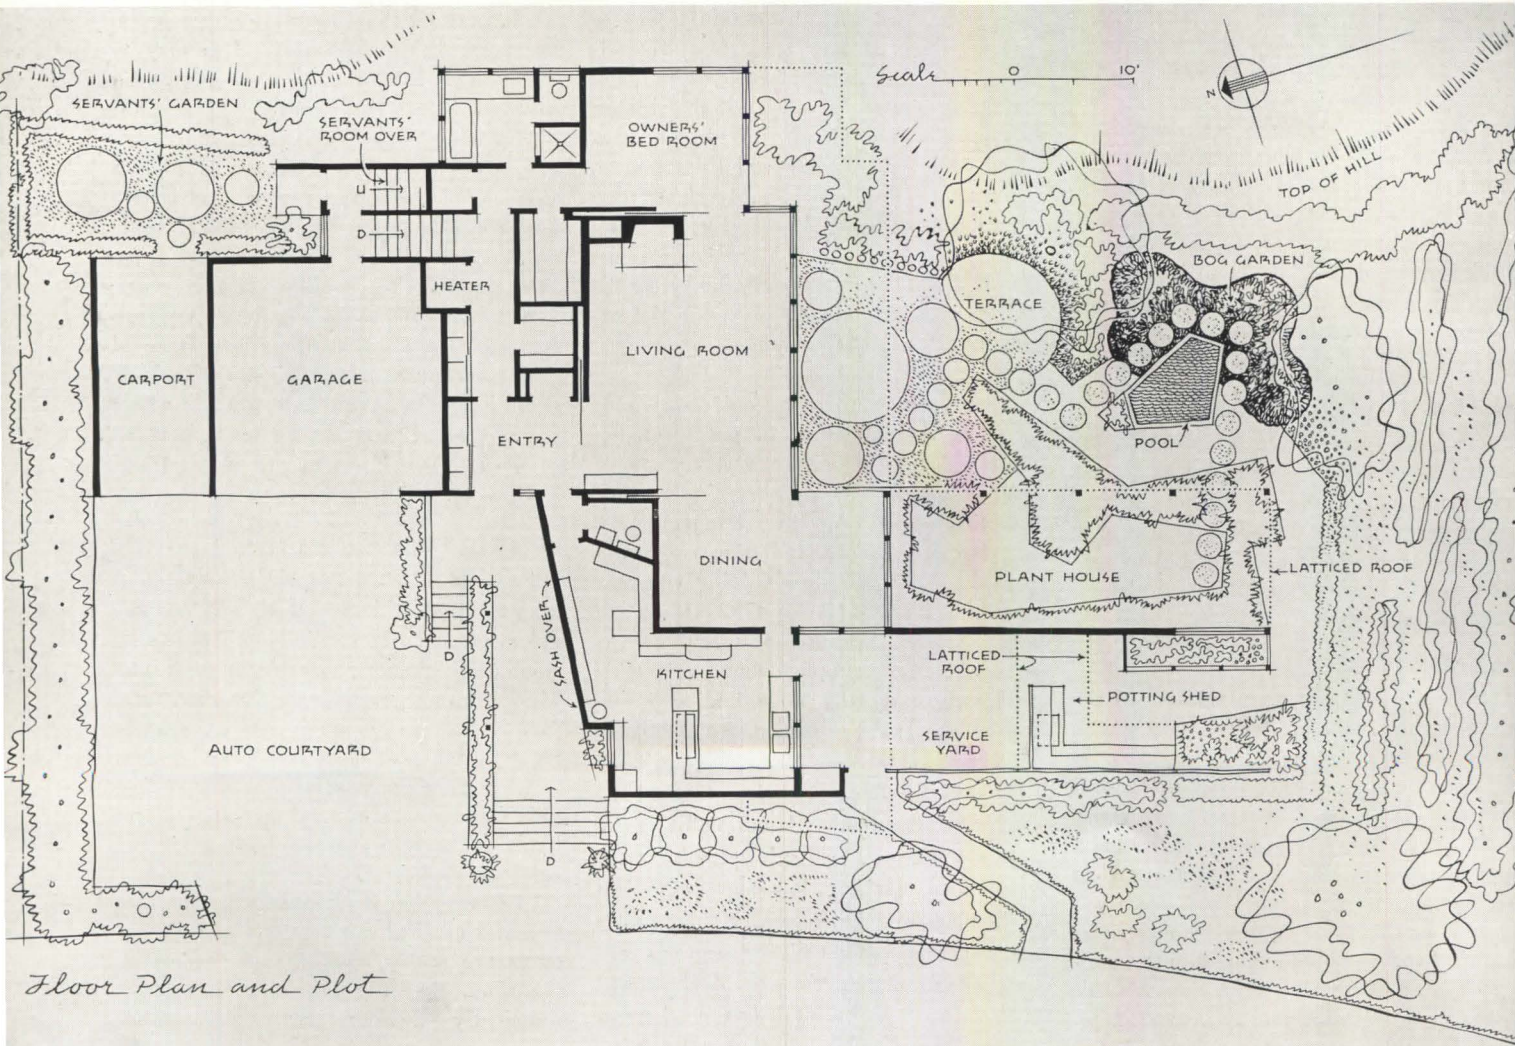 Scale 0 10'
N
SERVANTS' GARDEN
SERVANTS'
ROOM OVER
OWNERS'
BED ROOM
TOP OF HILL
U
D
BOG GARDEN
HEATER
TERRACE
LIVING ROOM
CARPORT
GARAGE
ENTRY
POOL
DINING
PLANT HOUSE
LATTICED ROOF
SASH OVER
D
LATTICED
ROOF
KITCHEN
POTTING SHED
AUTO COURTYARD
SERVICE
YARD
D
Floor Plan and Plot